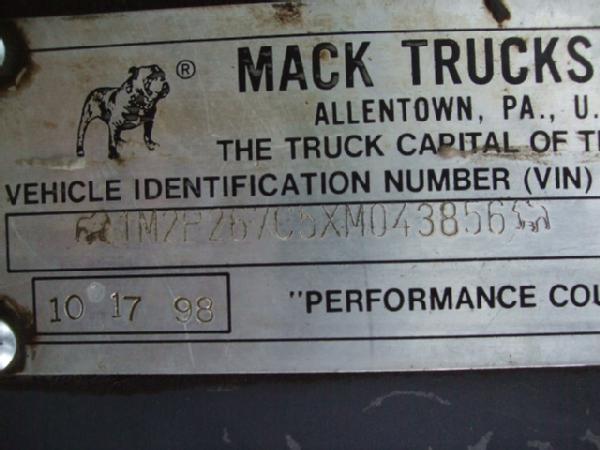 ® MACK TRUCKS
ALLENTOWN, PA., U.
THE TRUCK CAPITAL OF T
VEHICLE IDENTIFICATION NUMBER (VIN)
1M2P267C5XM043856
10 17 98 "PERFORMANCE COU